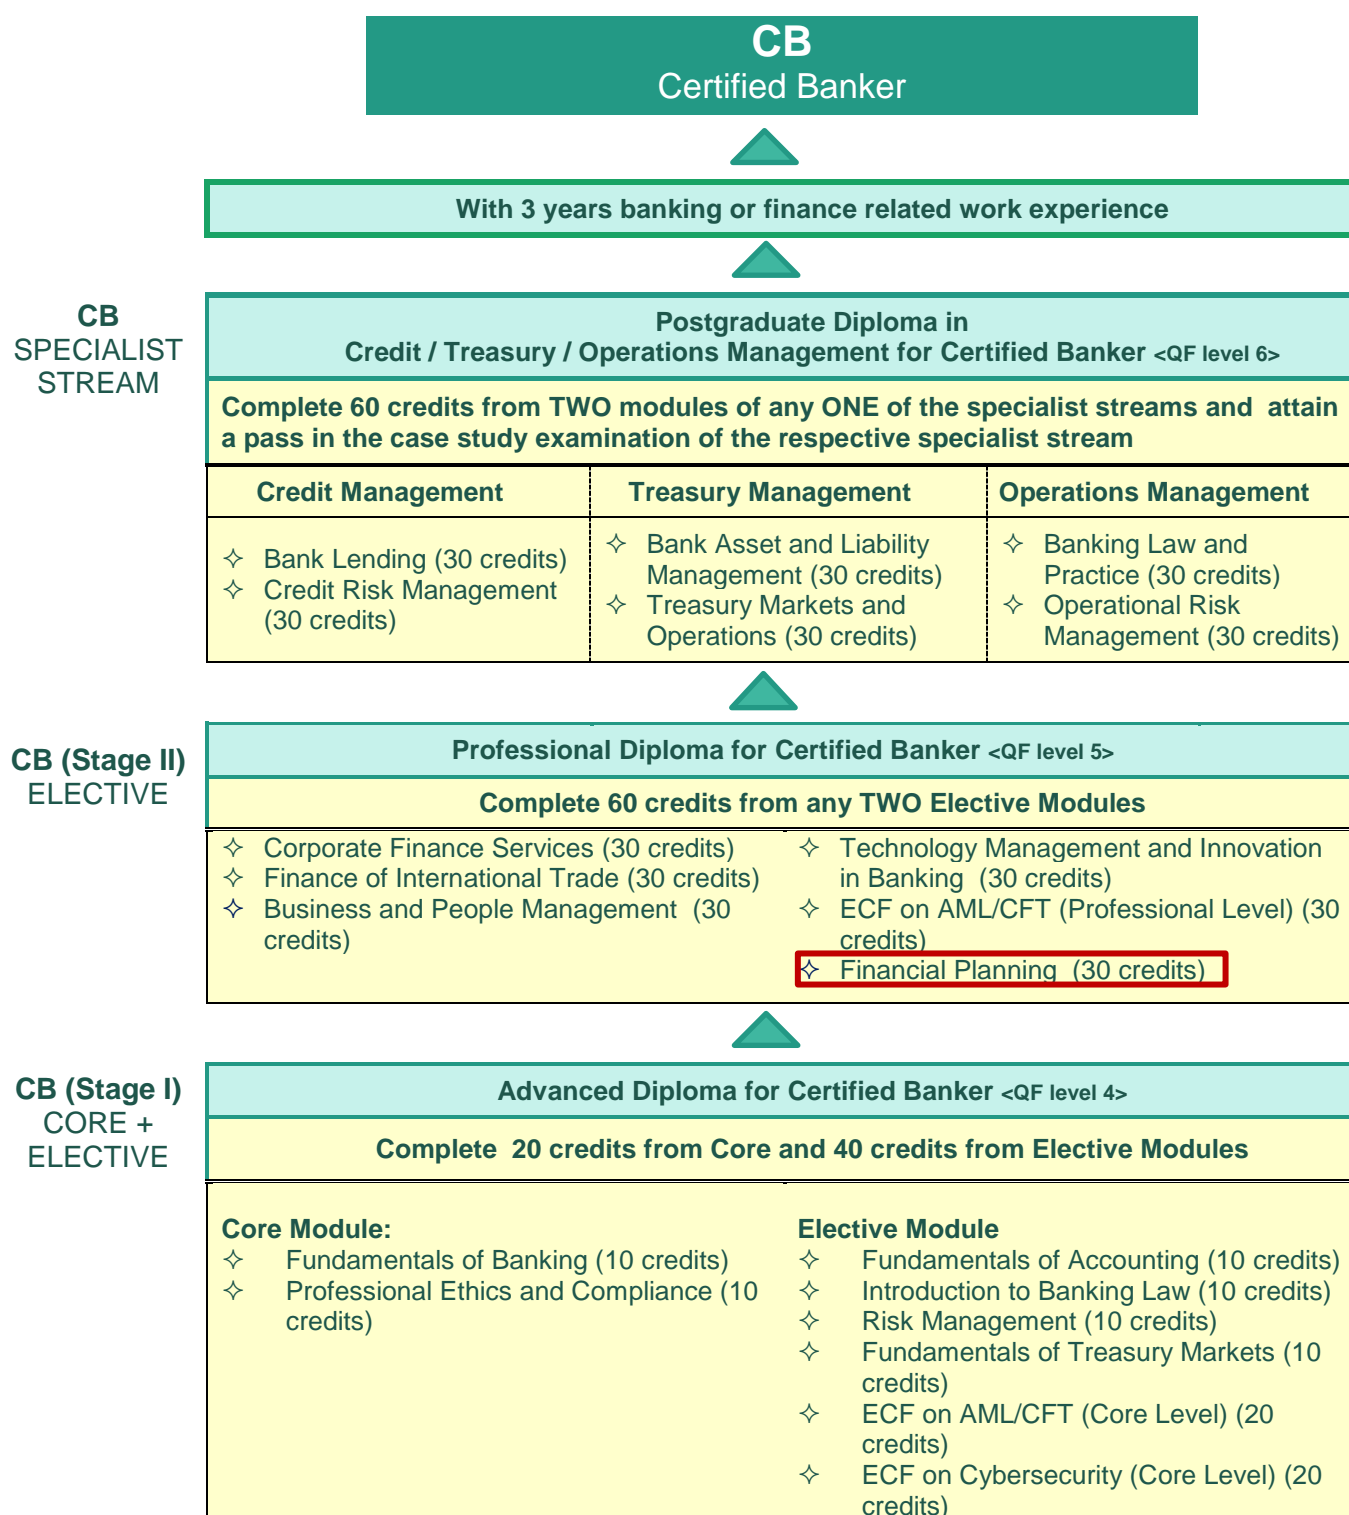 CB
Certified Banker
With 3 years banking or finance related work experience
CB
SPECIALIST
STREAM
Postgraduate Diploma in
Credit / Treasury / Operations Management for Certified Banker <QF level 6>
Complete 60 credits from TWO modules of any ONE of the specialist streams and attain
a pass in the case study examination of the respective specialist stream
Credit Management
✧ Bank Lending (30 credits)
✧ Credit Risk Management
(30 credits)
Treasury Management
✧ Bank Asset and Liability
Management (30 credits)
✧ Treasury Markets and
Operations (30 credits)
Operations Management
✧ Banking Law and
Practice (30 credits)
✧ Operational Risk
Management (30 credits)
CB (Stage II)
ELECTIVE
Professional Diploma for Certified Banker <QF level 5>
Complete 60 credits from any TWO Elective Modules
✧ Corporate Finance Services (30 credits)
✧ Finance of International Trade (30 credits)
✧ Business and People Management (30
credits)
✧ Technology Management and Innovation
in Banking (30 credits)
✧ ECF on AML/CFT (Professional Level) (30
credits)
✧ Financial Planning (30 credits)
CB (Stage I)
CORE +
ELECTIVE
Advanced Diploma for Certified Banker <QF level 4>
Complete 20 credits from Core and 40 credits from Elective Modules
Core Module:
✧ Fundamentals of Banking (10 credits)
✧ Professional Ethics and Compliance (10
credits)
Elective Module
✧ Fundamentals of Accounting (10 credits)
✧ Introduction to Banking Law (10 credits)
✧ Risk Management (10 credits)
✧ Fundamentals of Treasury Markets (10
credits)
✧ ECF on AML/CFT (Core Level) (20
credits)
✧ ECF on Cybersecurity (Core Level) (20
credits)